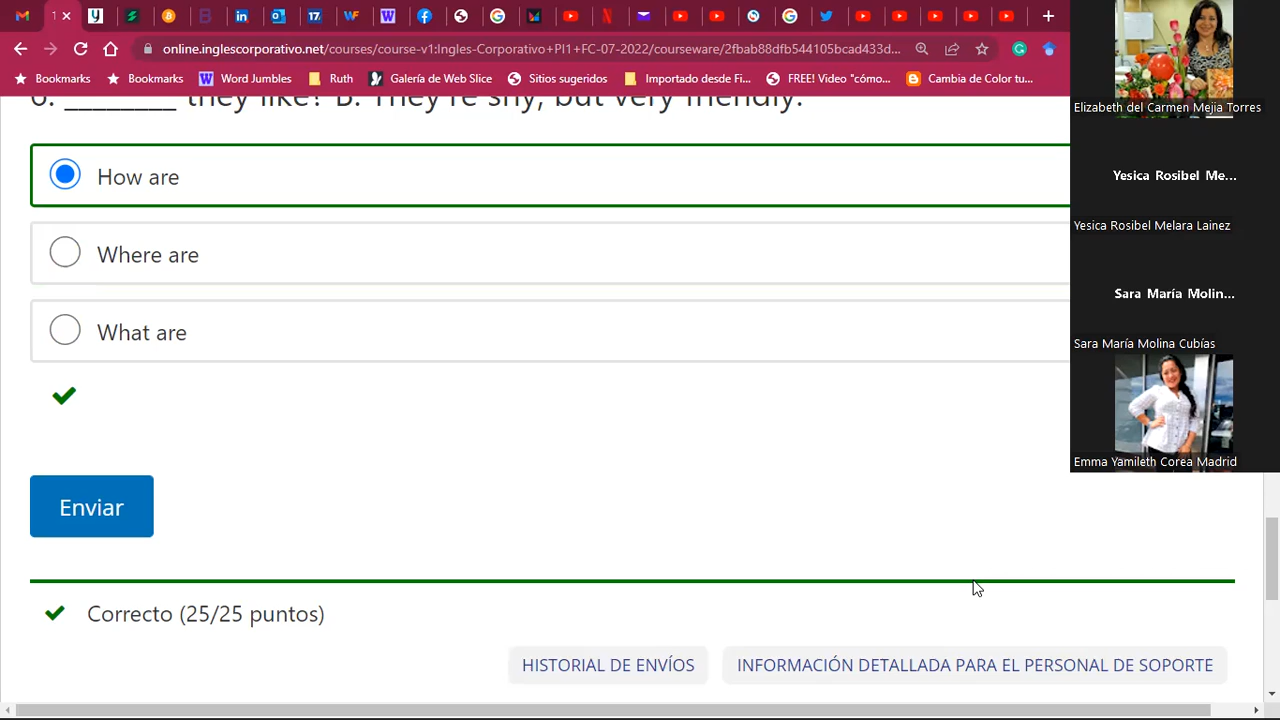 1
17
online.inglescorporativo.net/courses/course-v1:Ingles-Corporativo+PI1+FC-07-2022/courseware/2fbab88dfb544105bcad433d...
Bookmarks
Bookmarks
Word Jumbles
Ruth
Galería de Web Slice
Sitios sugeridos
Importado desde Fi...
FREE! Video "cómo...
Cambia de Color tu...
6. ________ they like? B. They're shy, but very friendly.
How are
Where are
What are
Enviar
Correcto (25/25 puntos)
HISTORIAL DE ENVÍOS
INFORMACIÓN DETALLADA PARA EL PERSONAL DE SOPORTE
Elizabeth del Carmen Mejia Torres
Yesica Rosibel Me...
Yesica Rosibel Melara Lainez
Sara María Molin...
Sara María Molina Cubías
Emma Yamileth Corea Madrid